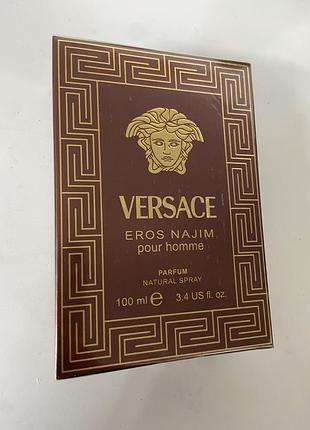 VERSACE
EROS NAJIM
pour homme
PARFUM
NATURAL SPRAY
100 ml e 3.4 US fl. oz.